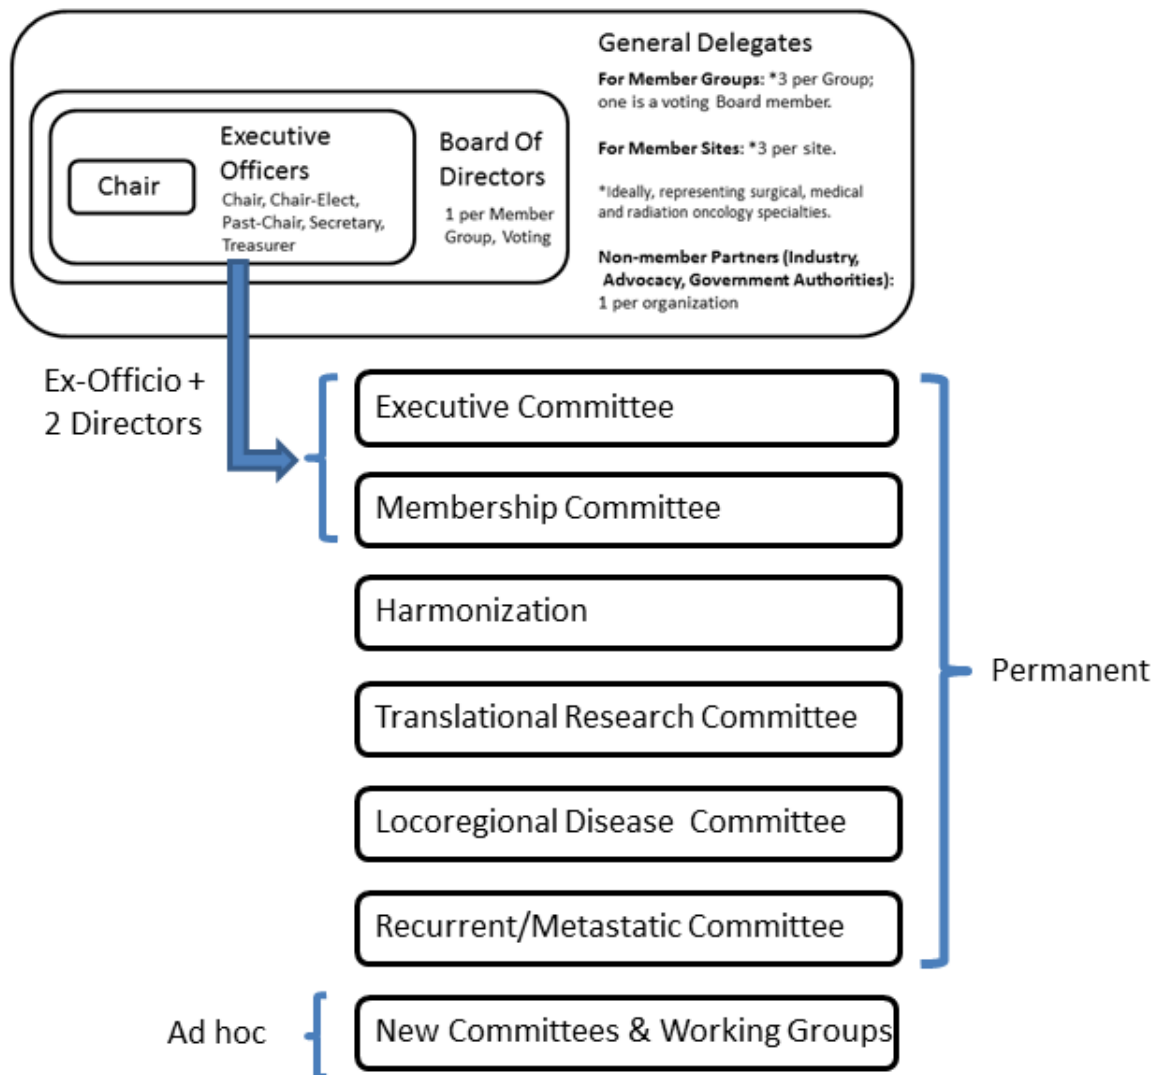 General Delegates
For Member Groups: *3 per Group;
one is a voting Board member.
For Member Sites: *3 per site.
*Ideally, representing surgical, medical
and radiation oncology specialties.
Non-member Partners (Industry,
Advocacy, Government Authorities):
1 per organization
Board Of
Directors
1 per Member
Group, Voting
Executive
Officers
Chair, Chair-Elect,
Past-Chair, Secretary,
Treasurer
Chair
Ex-Officio +
2 Directors
Executive Committee
Membership Committee
Harmonization
Translational Research Committee
Locoregional Disease Committee
Recurrent/Metastatic Committee
Permanent
Ad hoc
New Committees & Working Groups